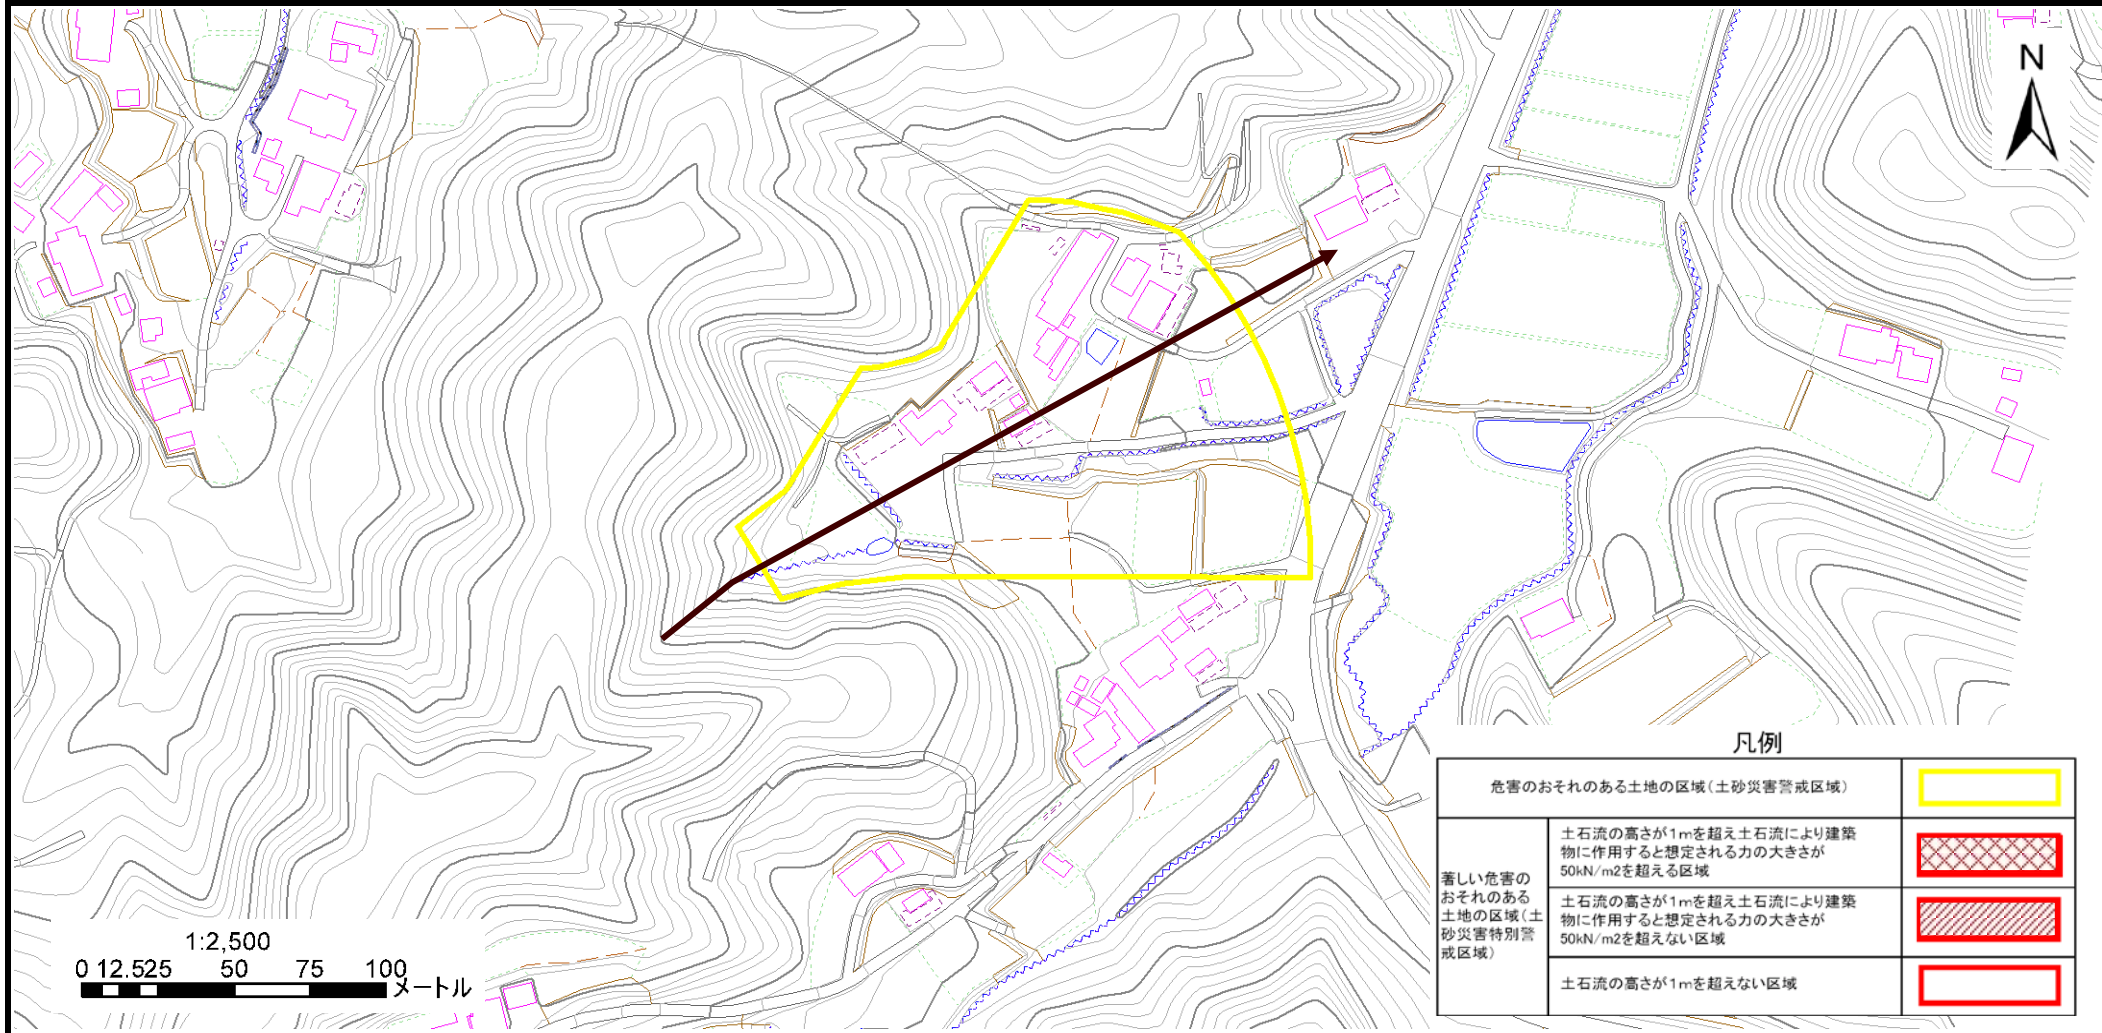 N
凡例
危害のおそれのある土地の区域(土砂災害警戒区域)
著しい危害の
おそれのある
土地の区域(土
砂災害特別警
戒区域)
土石流の高さが1mを超え土石流により建築
物に作用すると想定される力の大きさが
50kN/m2を超える区域
土石流の高さが1mを超え土石流により建築
物に作用すると想定される力の大きさが
50kN/m2を超えない区域
土石流の高さが1mを超えない区域
1:2,500
0 12.525 50 75 100
メートル